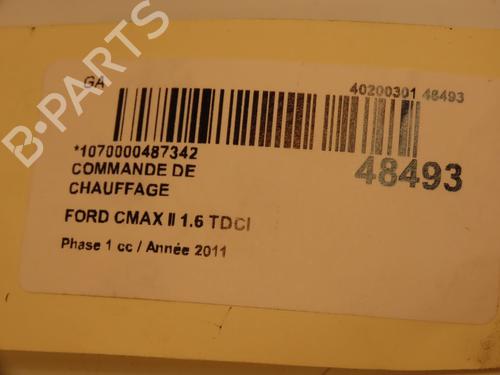 B-PARTS
GA
40200301 48493
*1070000487342
48493
COMMANDE DE
CHAUFFAGE
FORD CMAX II 1.6 TDCI
Phase 1 cc / Année 2011